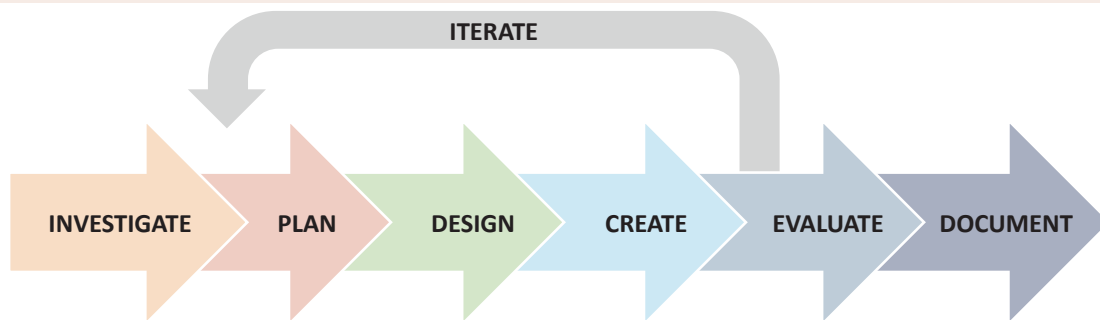 ITERATE
INVESTIGATE
PLAN
DESIGN
CREATE
EVALUATE
DOCUMENT